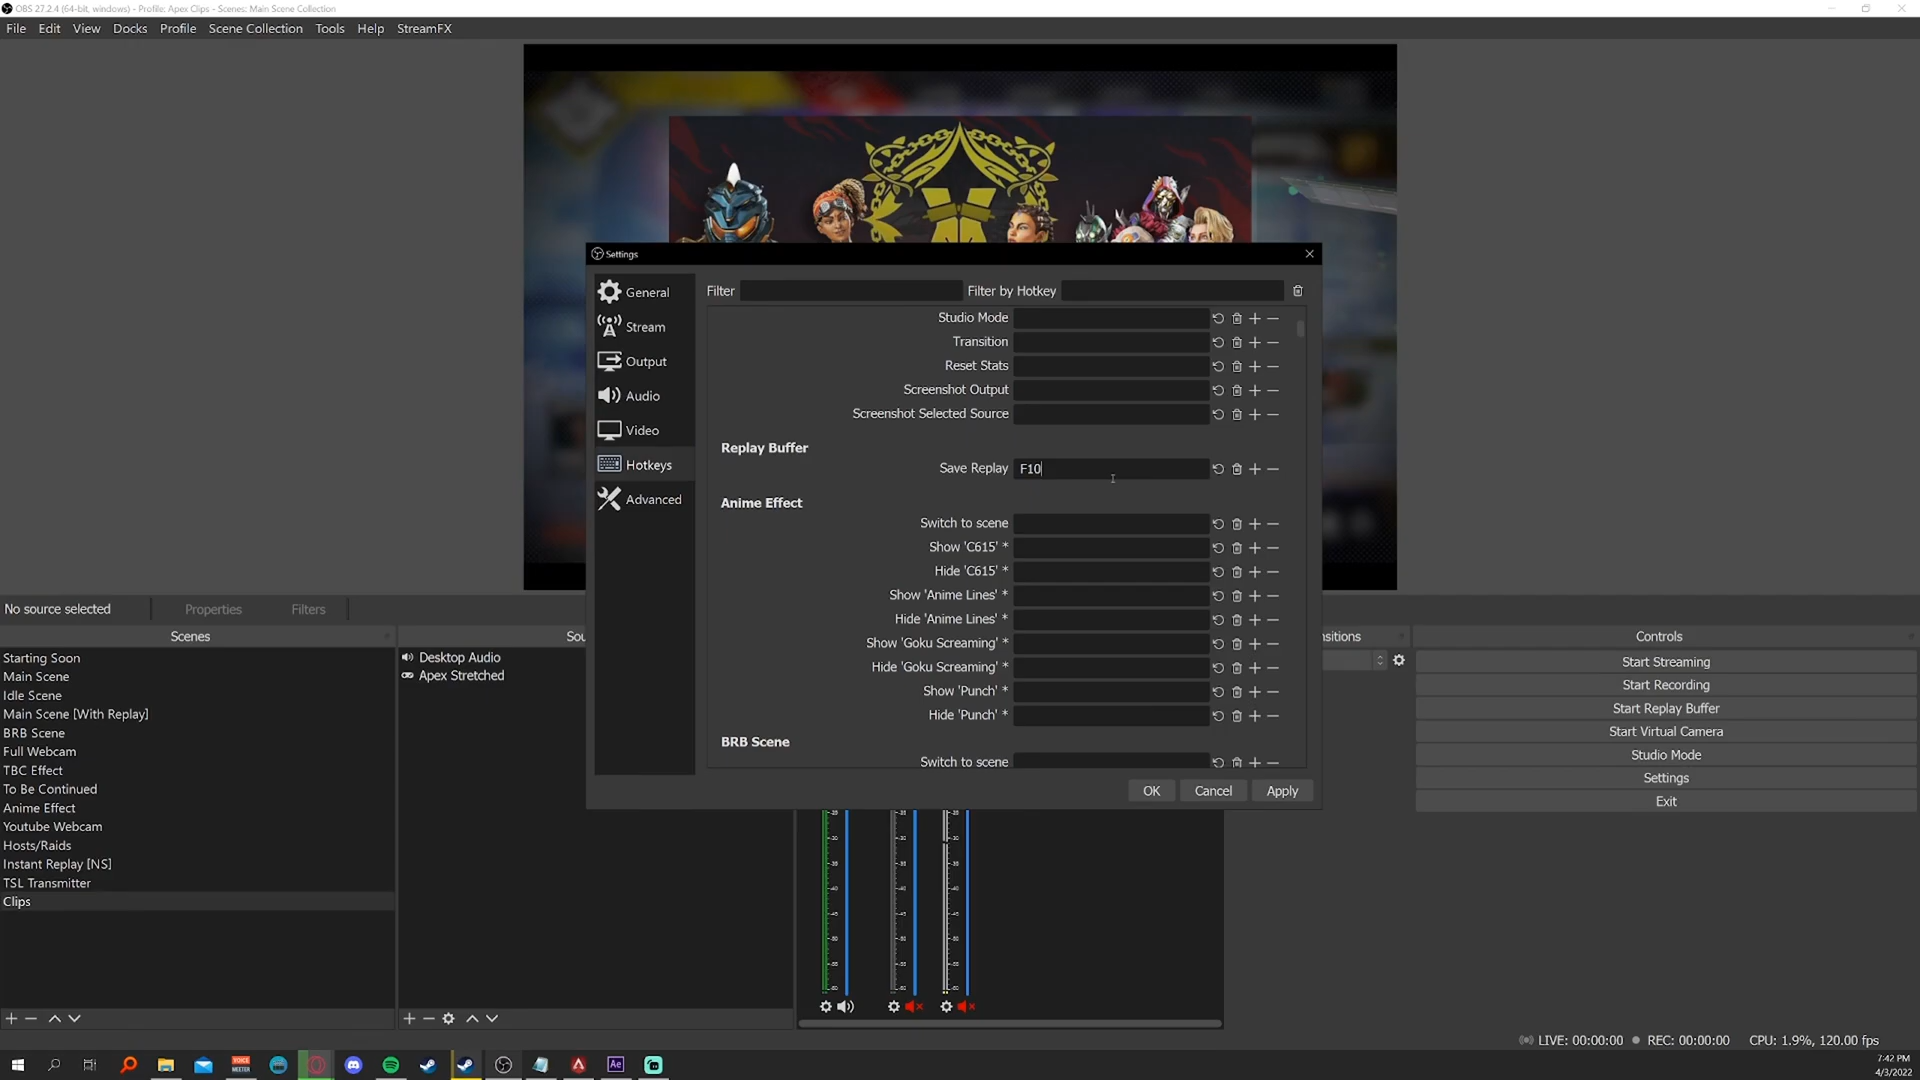 OBS 27.2.4 (64-bit, windows) - Profile: Apex Clips - Scenes: Main Scene Collection
File Edit View Docks Profile Scene Collection Tools Help StreamFX
Settings
General
Stream
Output
Audio
Video
Hotkeys
Advanced
Filter Filter by Hotkey
Studio Mode
Transition
Reset Stats
Screenshot Output
Screenshot Selected Source
Replay Buffer
Save Replay F10
Anime Effect
Switch to scene
Show 'C615' *
Hide 'C615' *
Show 'Anime Lines' *
Hide 'Anime Lines' *
Show 'Goku Screaming' *
Hide 'Goku Screaming' *
Show 'Punch' *
Hide 'Punch' *
BRB Scene
Switch to scene
OK Cancel Apply
No source selected Properties Filters
Scenes
Starting Soon
Main Scene
Idle Scene
Main Scene [With Replay]
BRB Scene
Full Webcam
TBC Effect
To Be Continued
Anime Effect
Youtube Webcam
Hosts/Raids
Instant Replay [NS]
TSL Transmitter
Clips
Sou
Desktop Audio
Apex Stretched
sitions
Controls
Start Streaming
Start Recording
Start Replay Buffer
Start Virtual Camera
Studio Mode
Settings
Exit
LIVE: 00:00:00 REC: 00:00:00 CPU: 1.9%, 120.00 fps
VOICE MEETER
Ae
7:42 PM
4/3/2022